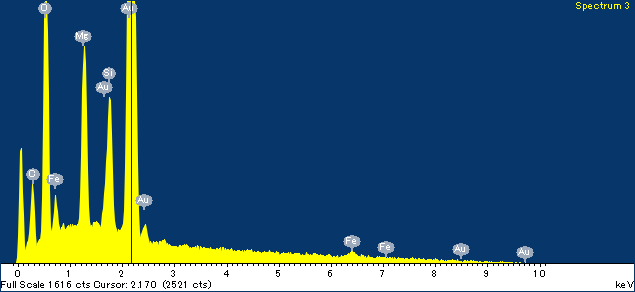 Spectrum 3
O
Au
Mg
Si
Au
O
Fe
Au
Fe
Fe
Au
Au
0 1 2 3 4 5 6 7 8 9 10
Full Scale 1616 cts Cursor: 2.170 (2521 cts) keV